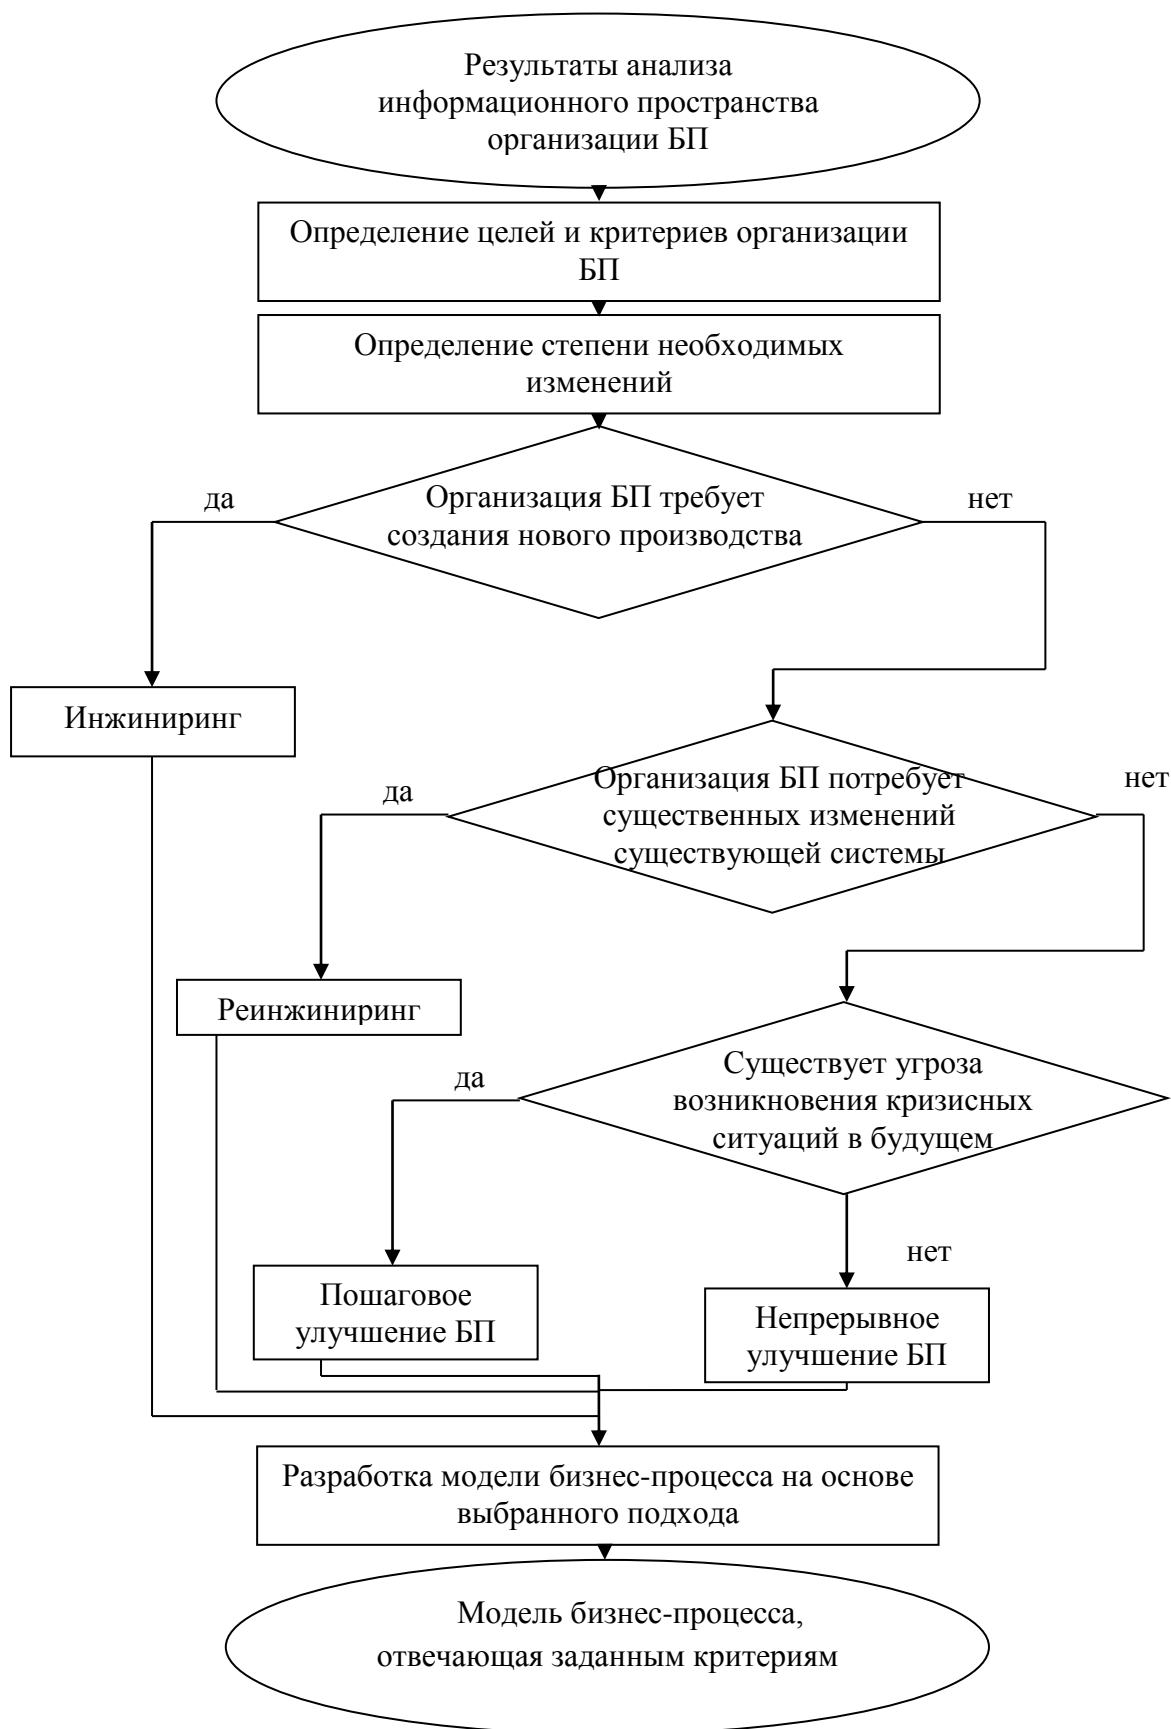 Результаты анализа
информационного пространства
организации БП
Определение целей и критериев организации
БП
Определение степени необходимых
изменений
да
Организация БП требует
создания нового производства
нет
Инжиниринг
да
Организация БП потребует
существенных изменений
существующей системы
нет
Реинжиниринг
да
Существует угроза
возникновения кризисных
ситуаций в будущем
нет
Пошаговое
улучшение БП
Непрерывное
улучшение БП
Разработка модели бизнес-процесса на основе
выбранного подхода
Модель бизнес-процесса,
отвечающая заданным критериям